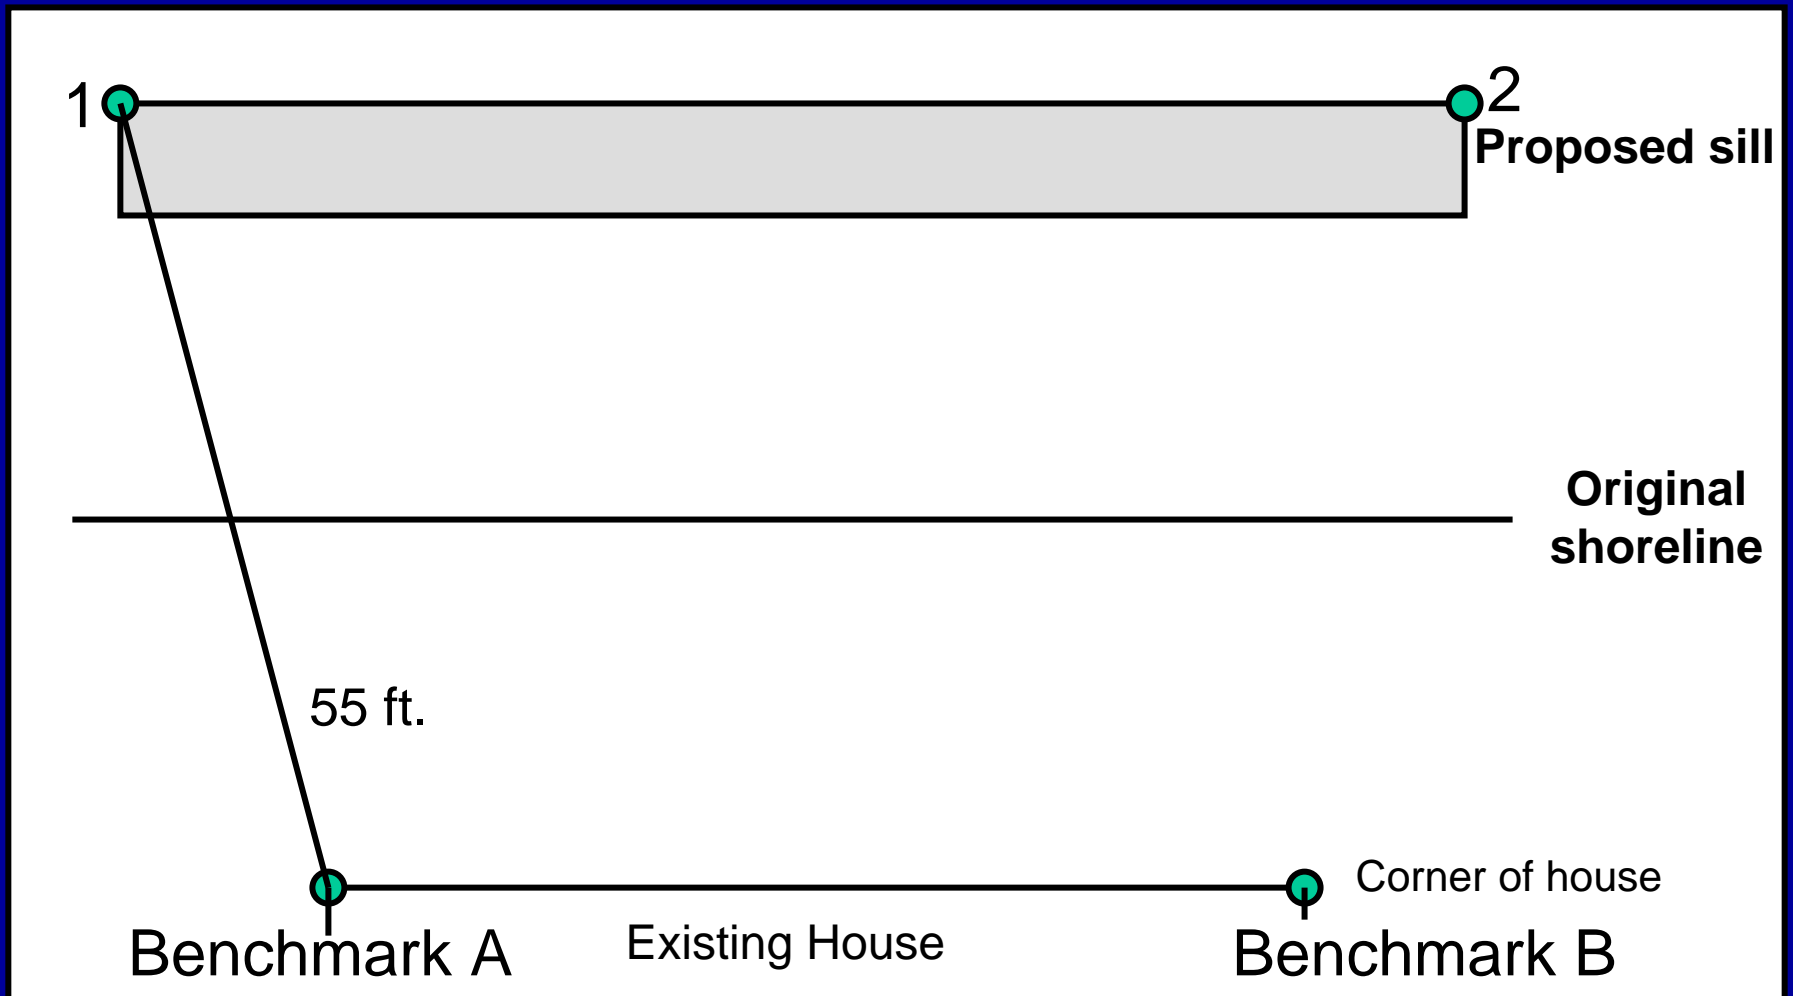 1
2
Proposed sill
Original
shoreline
55 ft.
Corner of house
Benchmark A
Existing House
Benchmark B